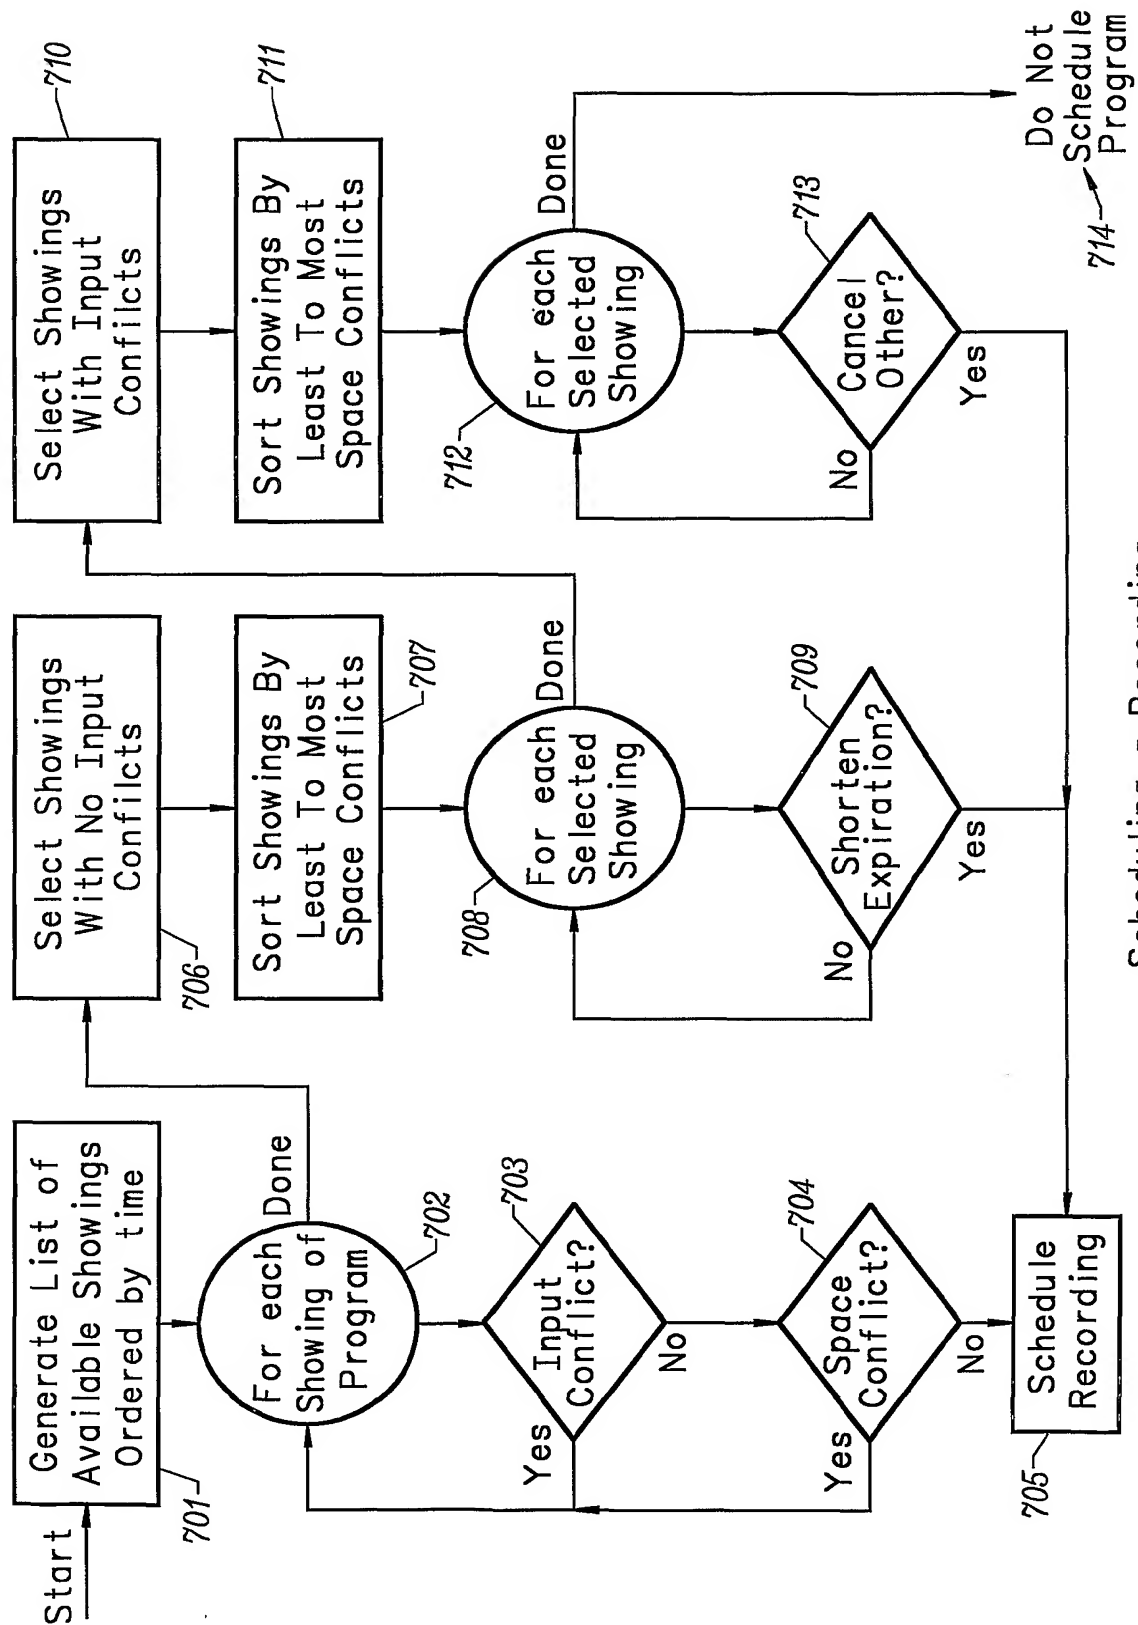 Start
Generate List of
Available Showings
Ordered by time
701
For each
Showing of
Program
Done
702
Input
Conflict?
703
Yes
No
Space
Conflict?
704
Yes
No
Schedule
Recording
705
Select Showings
With No Input
Confilcts
706
Sort Showings By
Least To Most
Space Conflicts
707
For each
Selected
Showing
Done
708
Shorten
Expiration?
709
No
Yes
Select Showings
With Input
Confilcts
710
Sort Showings By
Least To Most
Space Conflicts
711
For each
Selected
Showing
Done
712
Cancel
Other?
713
No
Yes
Do Not
Schedule
Program
714
Scheduling a Recording